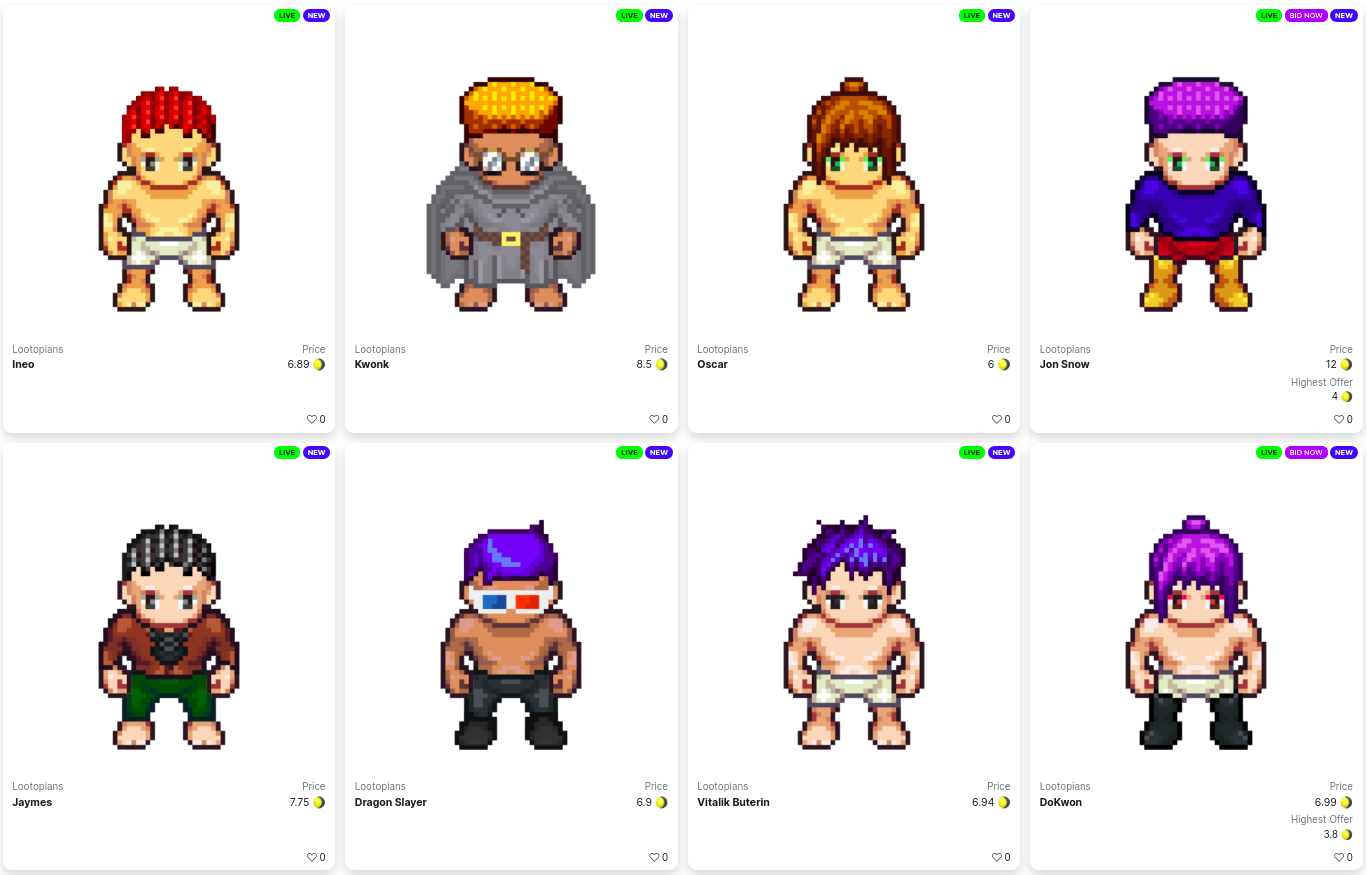 LIVE NEW
Lootopians Price
Ineo 6.89
0
LIVE NEW
Lootopians Price
Kwonk 8.5
0
LIVE NEW
Lootopians Price
Oscar 6
0
LIVE BID NOW NEW
Lootopians Price
Jon Snow 12
Highest Offer
4
0
LIVE NEW
Lootopians Price
Jaymes 7.75
0
LIVE NEW
Lootopians Price
Dragon Slayer 6.9
0
LIVE NEW
Lootopians Price
Vitalik Buterin 6.94
0
LIVE BID NOW NEW
Lootopians Price
DoKwon 6.99
Highest Offer
3.8
0